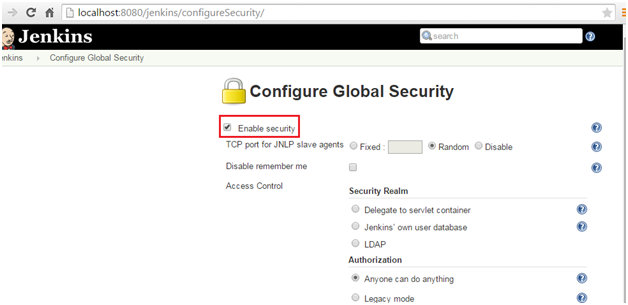 localhost:8080/jenkins/configureSecurity/
Jenkins
search
enkins › Configure Global Security
Configure Global Security
Enable security
TCP port for JNLP slave agents Fixed : Random Disable
Disable remember me
Access Control
Security Realm
Delegate to servlet container
Jenkins' own user database
LDAP
Authorization
Anyone can do anything
Legacy mode